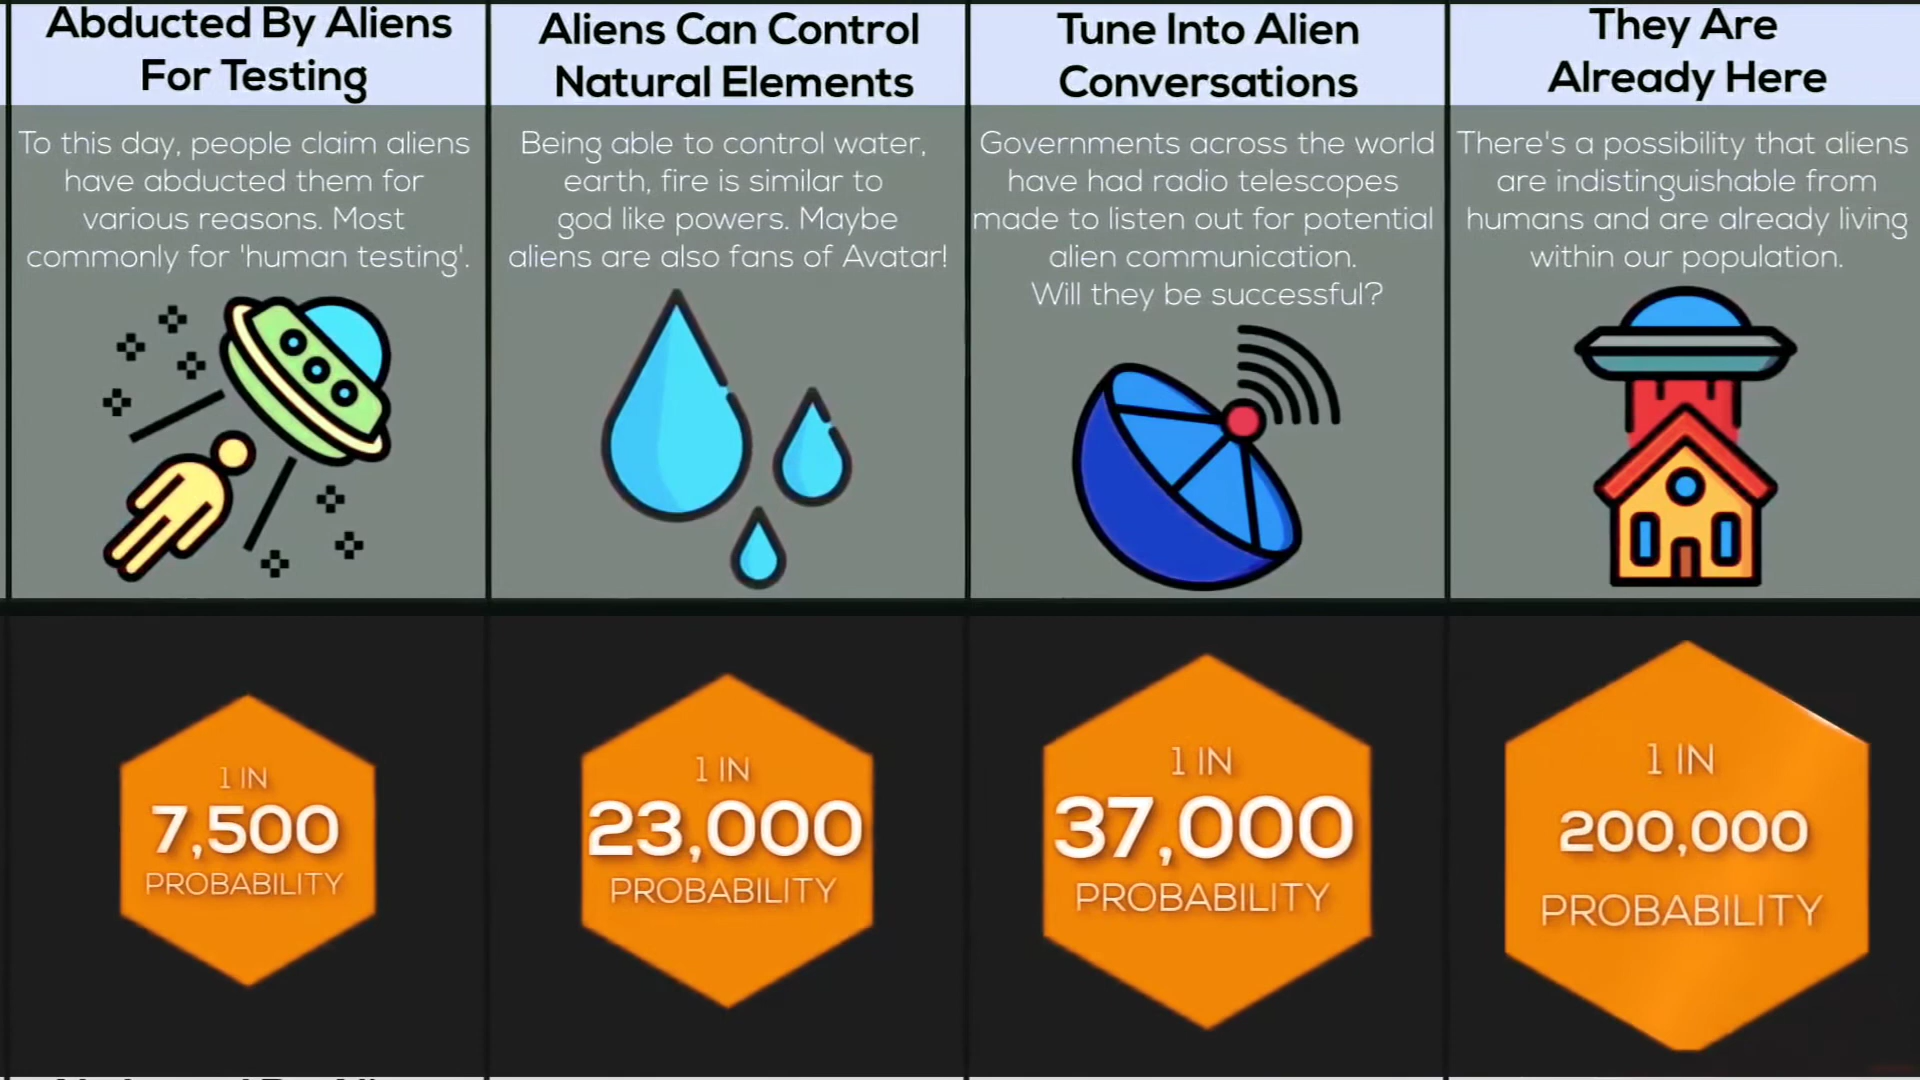 Abducted By Aliens
For Testing
To this day, people claim aliens
have abducted them for
various reasons. Most
commonly for 'human testing'.
1 IN
7,500
PROBABILITY
Aliens Can Control
Natural Elements
Being able to control water,
earth, fire is similar to
god like powers. Maybe
aliens are also fans of Avatar!
1 IN
23,000
PROBABILITY
Tune Into Alien
Conversations
Governments across the world
have had radio telescopes
made to listen out for potential
alien communication.
Will they be successful?
1 IN
37,000
PROBABILITY
They Are
Already Here
There's a possibility that aliens
are indistinguishable from
humans and are already living
within our population.
1 IN
200,000
PROBABILITY